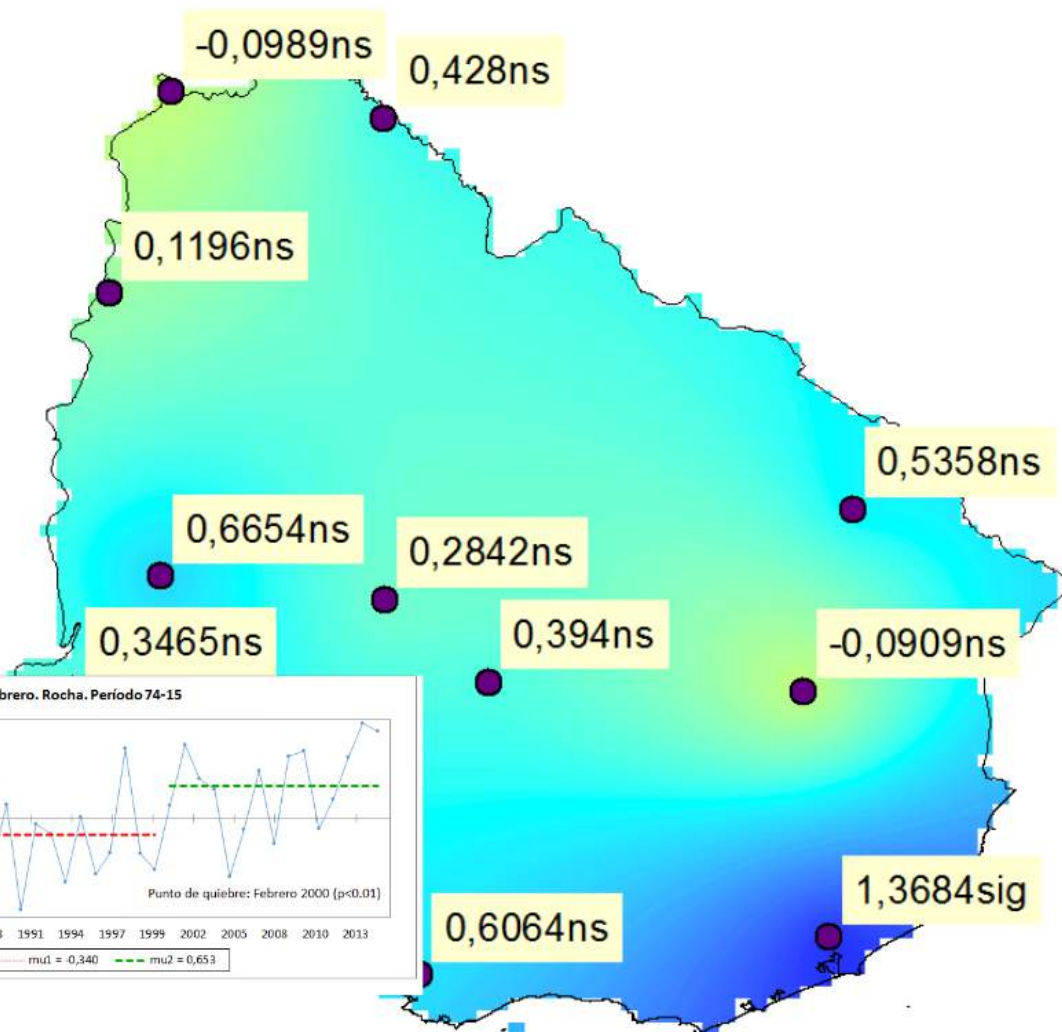 -0,0989ns
0,428ns
0,1196ns
0,5358ns
0,6654ns
0,2842ns
0,3465ns
0,394ns
-0,0909ns
brero. Rocha. Período 74-15
Punto de quiebre: Febrero 2000 (p<0.01)
8 1991 1994 1997 1999 2002 2005 2008 2010 2013
mu1 = -0,340 mu2 = 0,653
1,3684sig
0,6064ns